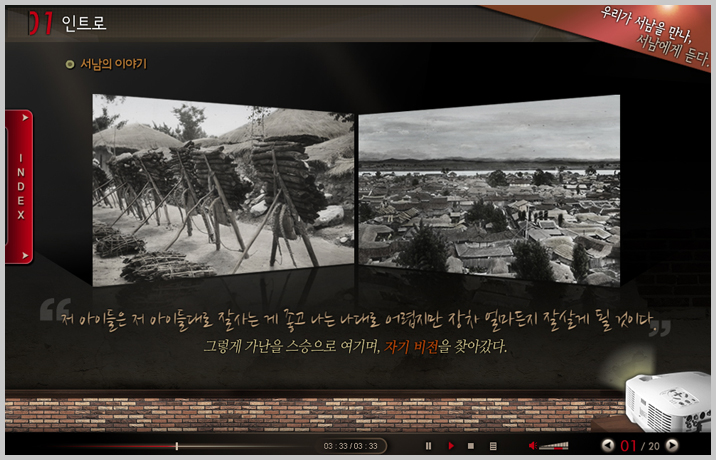 01 인트로
우리가 서남을 만나,
서남에게 듣다.
서남의 이야기
INDEX
“저 아이들은 저 아이들대로 잘사는 게 좋고 나는 나대로 어렵지만 장차 얼마든지 잘살게 될 것이다.”
그렇게 가난을 스승으로 여기며, 자기 비전을 찾아갔다.
03 : 33 / 03 : 33
01 / 20